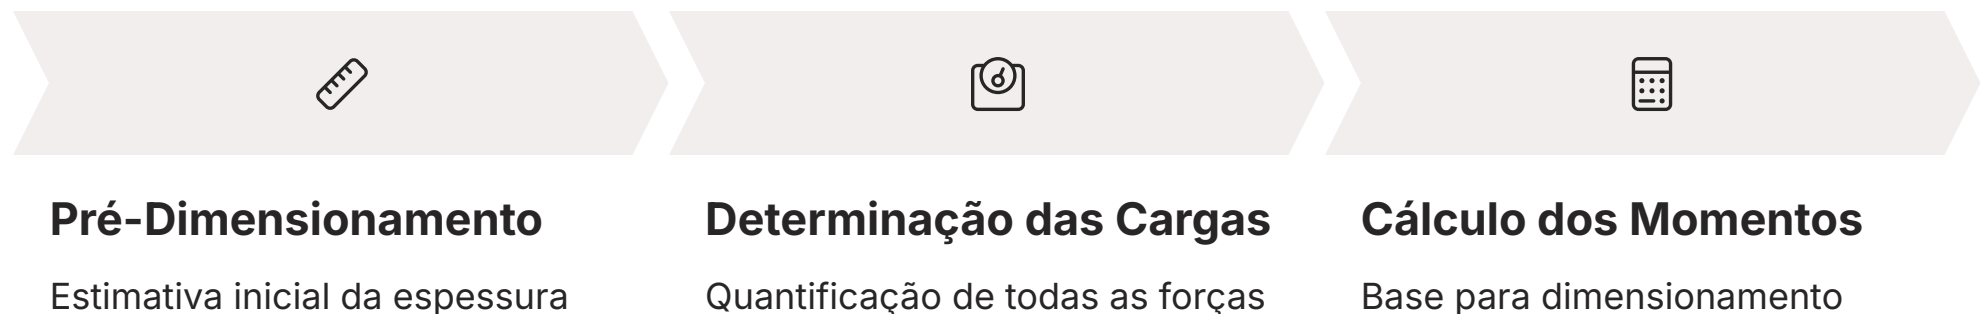 Pré-Dimensionamento
Estimativa inicial da espessura
Determinação das Cargas
Quantificação de todas as forças
Cálculo dos Momentos
Base para dimensionamento